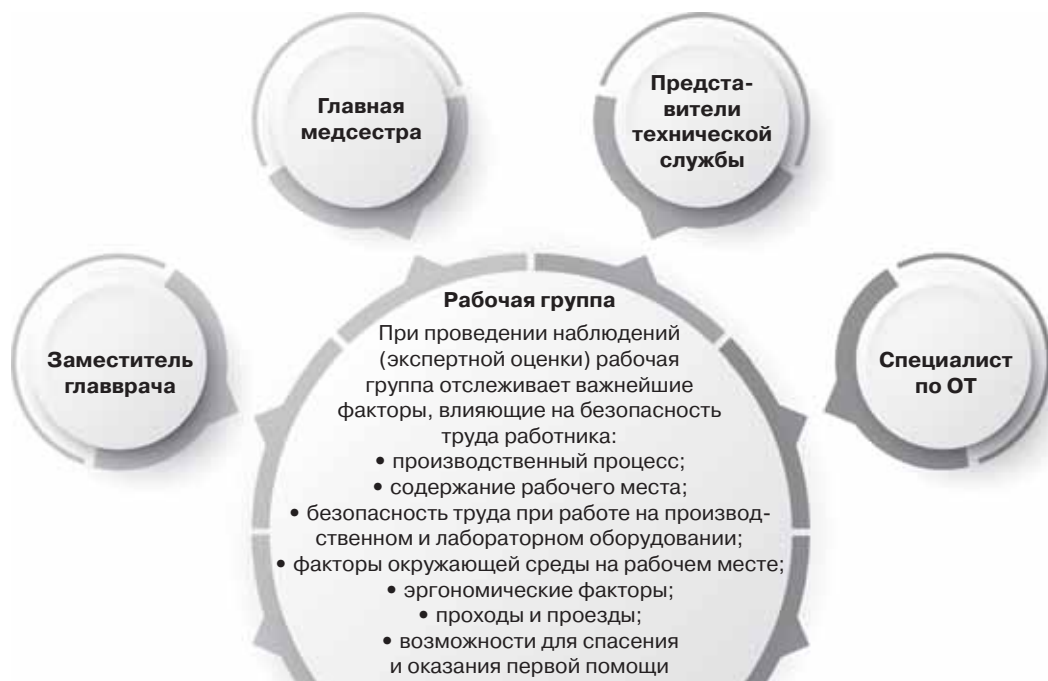 Главная
медсестра
Предста-
вители
технической
службы
Заместитель
главврача
Специалист
по ОТ
Рабочая группа
При проведении наблюдений
(экспертной оценки) рабочая
группа отслеживает важнейшие
факторы, влияющие на безопасность
труда работника:
• производственный процесс;
• содержание рабочего места;
• безопасность труда при работе на производ-
ственном и лабораторном оборудовании;
• факторы окружающей среды на рабочем месте;
• эргономические факторы;
• проходы и проезды;
• возможности для спасения
и оказания первой помощи